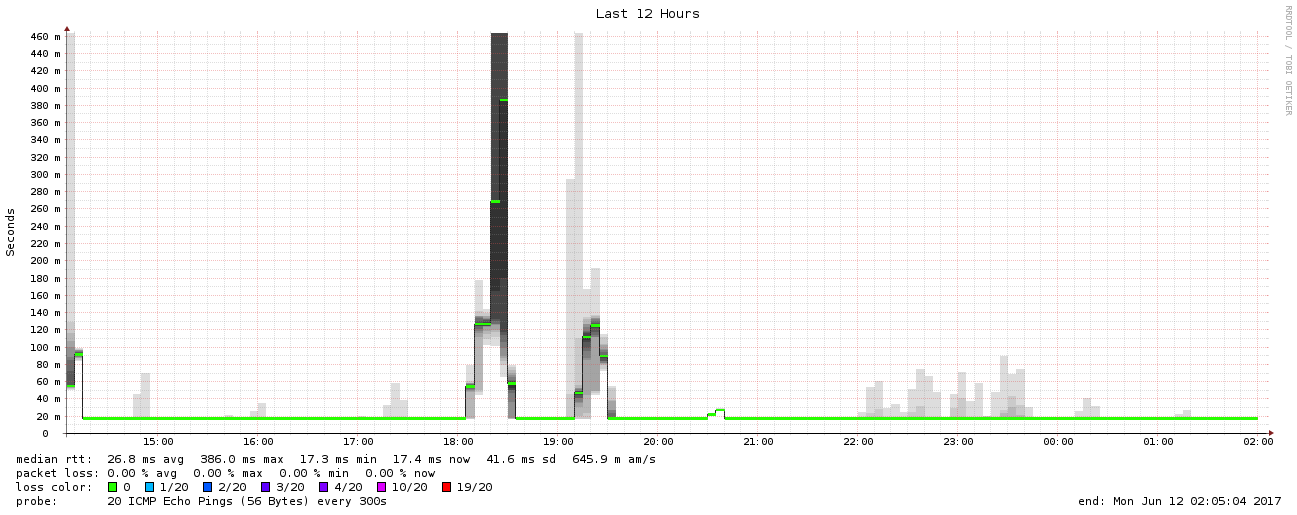 Last 12 Hours
RRDTOOL / TOBI OETIKER
Seconds
460 m
440 m
420 m
400 m
380 m
360 m
340 m
320 m
300 m
280 m
260 m
240 m
220 m
200 m
180 m
160 m
140 m
120 m
100 m
80 m
60 m
40 m
20 m
0
15:00 16:00 17:00 18:00 19:00 20:00 21:00 22:00 23:00 00:00 01:00 02:00
median rtt: 26.8 ms avg 386.0 ms max 17.3 ms min 17.4 ms now 41.6 ms sd 645.9 m am/s
packet loss: 0.00 % avg 0.00 % max 0.00 % min 0.00 % now
loss color: 0 1/20 2/20 3/20 4/20 10/20 19/20
probe: 20 ICMP Echo Pings (56 Bytes) every 300s end: Mon Jun 12 02:05:04 2017